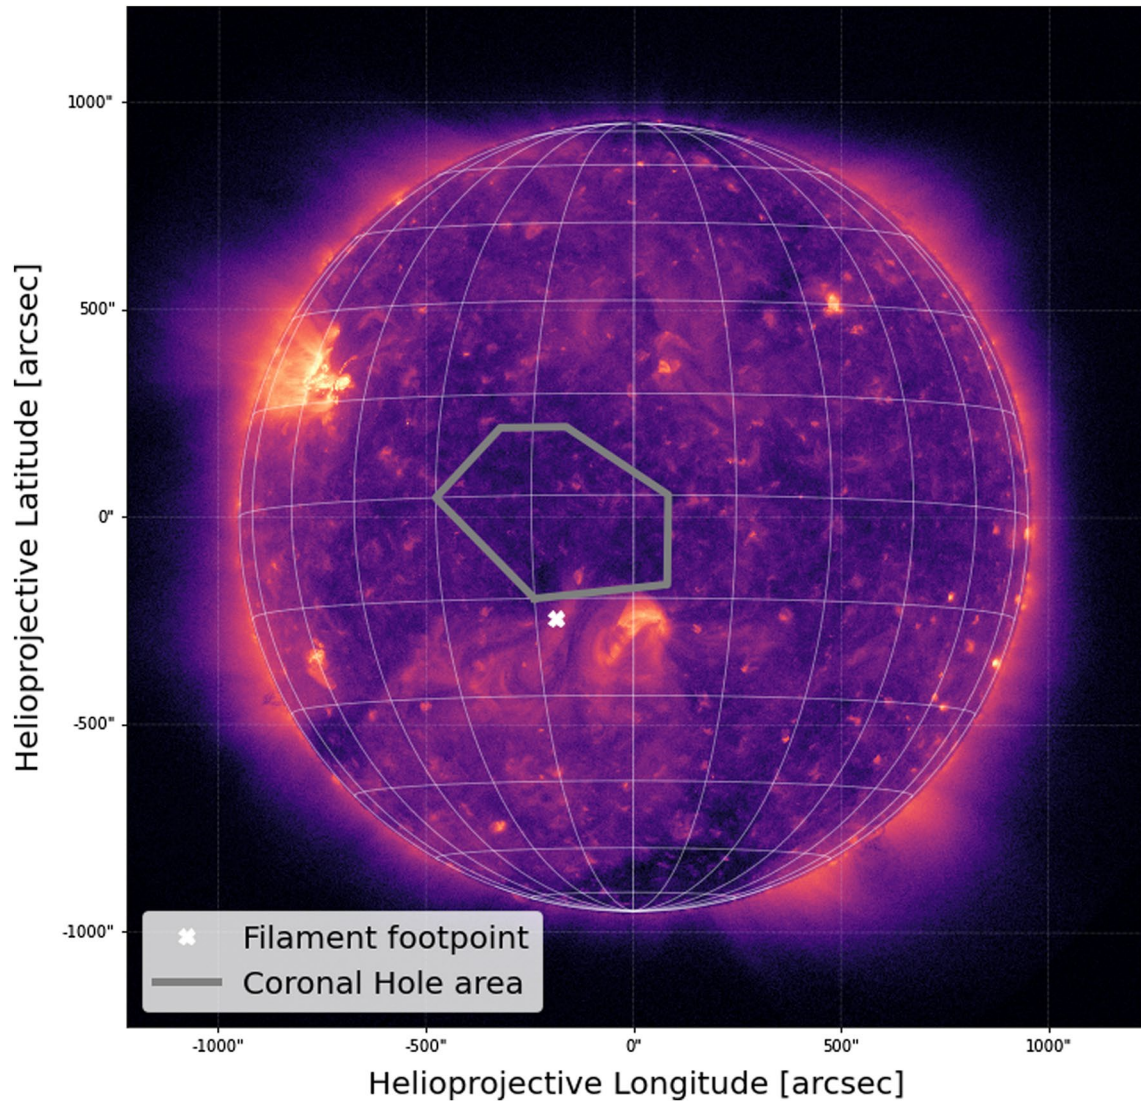 Helioprojective Latitude [arcsec]
1000"
500"
0"
-500"
-1000"
Filament footpoint
Coronal Hole area
-1000"
-500"
0"
500"
1000"
Helioprojective Longitude [arcsec]